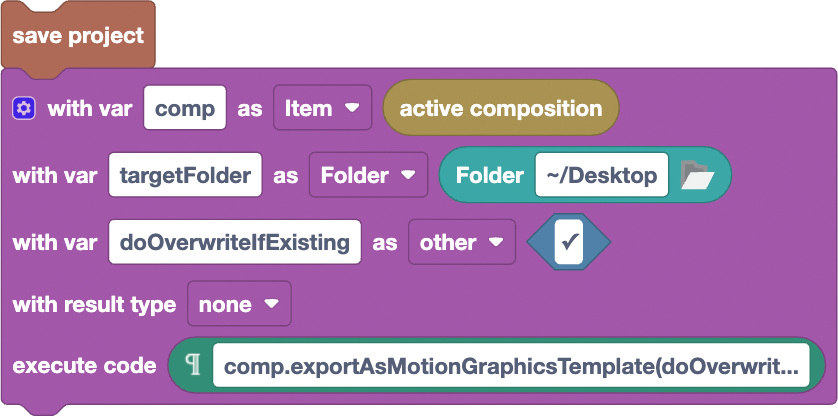 save project
with var comp as Item active composition
with var targetFolder as Folder Folder ~/Desktop
with var doOverwriteIfExisting as other ✓
with result type none
execute code ¶ comp.exportAsMotionGraphicsTemplate(doOverwrit...